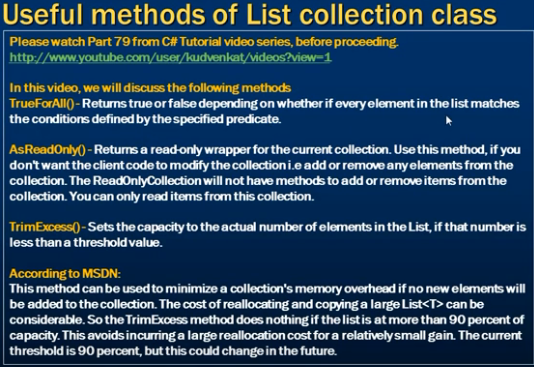 Useful methods of List collection class
Please watch Part 79 from C# Tutorial video series, before proceeding.
http://www.youtube.com/user/kudvenkat/videos?view=1
In this video, we will discuss the following methods
TrueForAll() - Returns true or false depending on whether if every element in the list matches
the conditions defined by the specified predicate.
AsReadOnly() - Returns a read-only wrapper for the current collection. Use this method, if you
don't want the client code to modify the collection i.e add or remove any elements from the
collection. The ReadOnlyCollection will not have methods to add or remove items from the
collection. You can only read items from this collection.
TrimExcess() - Sets the capacity to the actual number of elements in the List, if that number is
less than a threshold value.
According to MSDN:
This method can be used to minimize a collection's memory overhead if no new elements will
be added to the collection. The cost of reallocating and copying a large List<T> can be
considerable. So the TrimExcess method does nothing if the list is at more than 90 percent of
capacity. This avoids incurring a large reallocation cost for a relatively small gain. The current
threshold is 90 percent, but this could change in the future.